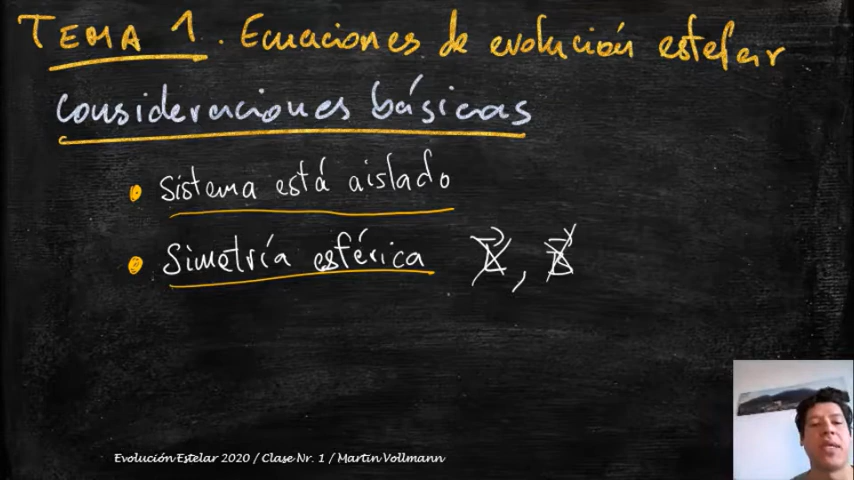 TEMA 1. Ecuaciones de evolución estelar
Consideraciones básicas
• Sistema está aislado
• Simetría esférica
Evolución Estelar 2020 / Clase Nr. 1 / Martin Vollmann